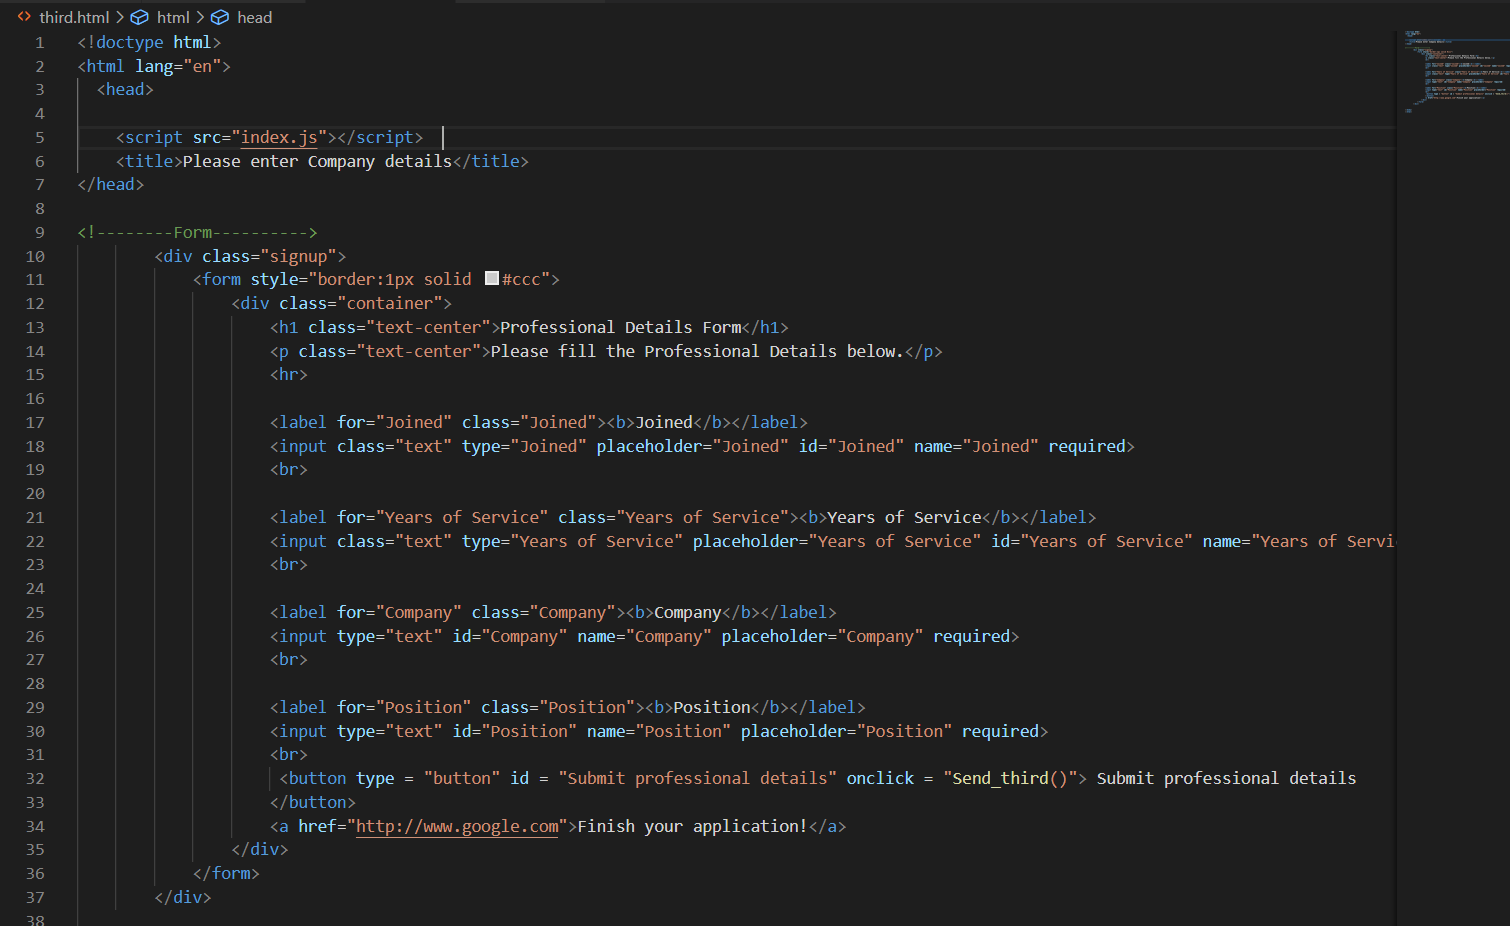 third.html > html > head
1 <!doctype html>
2 <html lang="en">
3 <head>
4
5 <script src="index.js"></script>
6 <title>Please enter Company details</title>
7 </head>
8
9 <!--------Form---------->
10 <div class="signup">
11 <form style="border:1px solid #ccc">
12 <div class="container">
13 <h1 class="text-center">Professional Details Form</h1>
14 <p class="text-center">Please fill the Professional Details below.</p>
15 <hr>
16
17 <label for="Joined" class="Joined"><b>Joined</b></label>
18 <input class="text" type="Joined" placeholder="Joined" id="Joined" name="Joined" required>
19 <br>
20
21 <label for="Years of Service" class="Years of Service"><b>Years of Service</b></label>
22 <input class="text" type="Years of Service" placeholder="Years of Service" id="Years of Service" name="Years of Servi
23 <br>
24
25 <label for="Company" class="Company"><b>Company</b></label>
26 <input type="text" id="Company" name="Company" placeholder="Company" required>
27 <br>
28
29 <label for="Position" class="Position"><b>Position</b></label>
30 <input type="text" id="Position" name="Position" placeholder="Position" required>
31 <br>
32 <button type = "button" id = "Submit professional details" onclick = "Send_third()"> Submit professional details
33 </button>
34 <a href="http://www.google.com">Finish your application!</a>
35 </div>
36 </form>
37 </div>
38